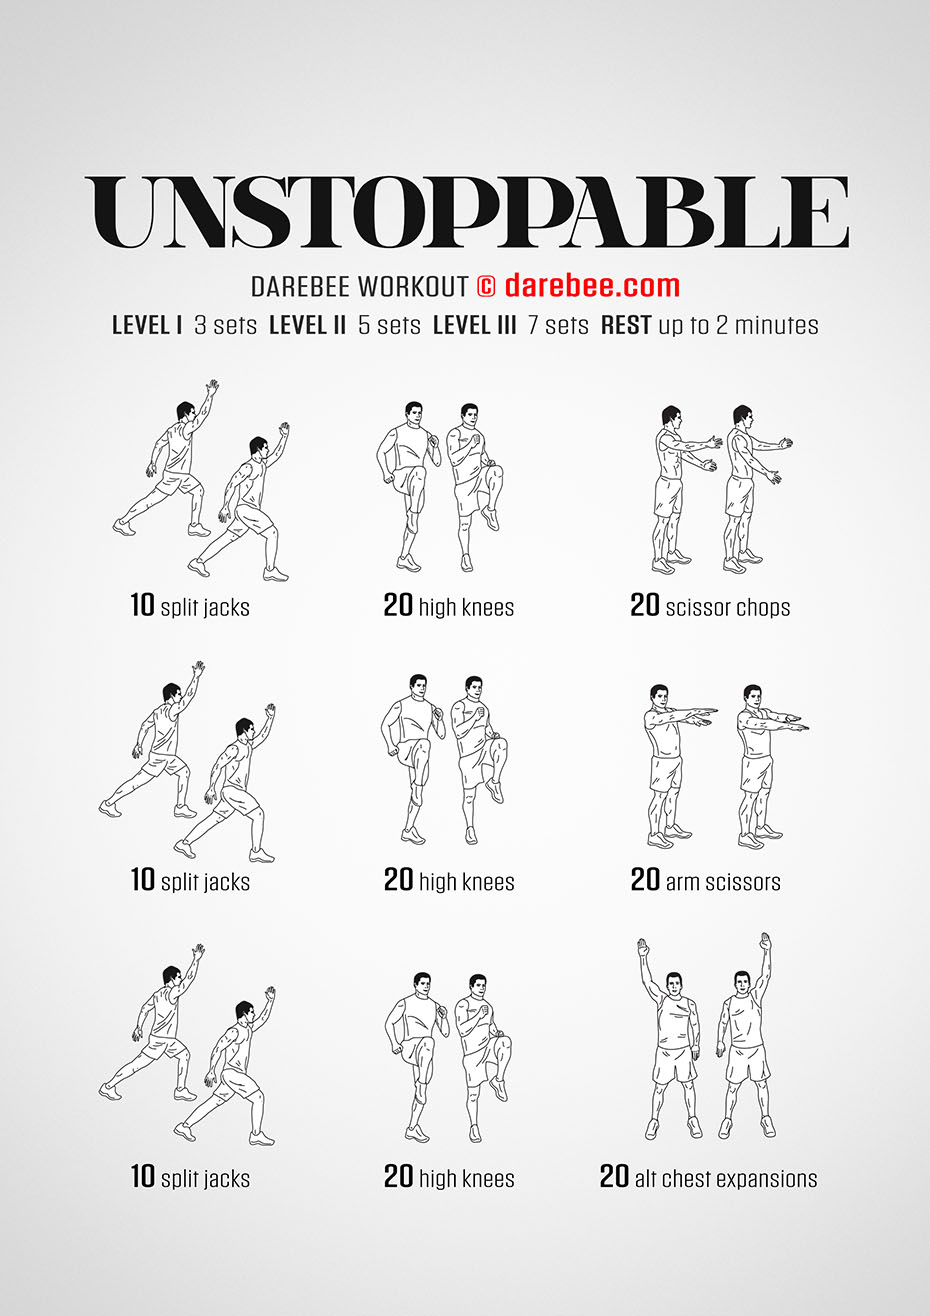 UNSTOPPABLE
DAREBEE WORKOUT © darebee.com
LEVEL I 3 sets LEVEL II 5 sets LEVEL III 7 sets REST up to 2 minutes
10 split jacks 20 high knees 20 scissor chops
10 split jacks 20 high knees 20 arm scissors
10 split jacks 20 high knees 20 alt chest expansions